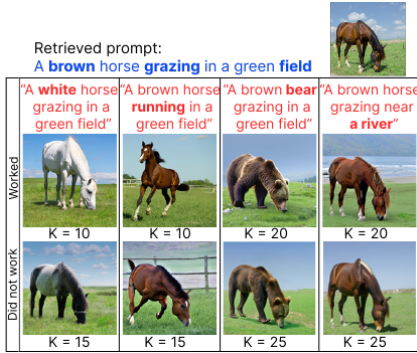 Retrieved prompt:
A brown horse grazing in a green field
"A white horse
grazing in a
green field"
"A brown horse
running in a
green field"
"A brown bear
grazing in a
green field"
"A brown horse
grazing near
a river"
Worked
K = 10
K = 10
K = 20
K = 20
Did not work
K = 15
K = 15
K = 25
K = 25